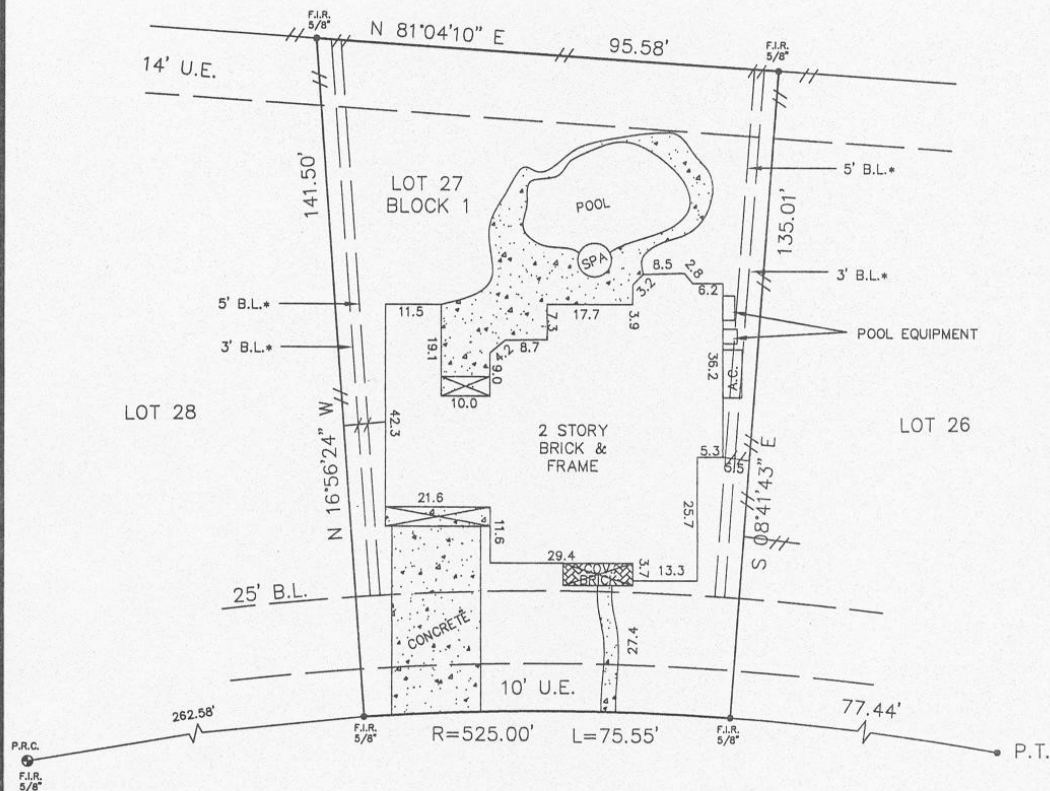 F.I.R.
5/8"
N 81°04'10" E
95.58'
F.I.R.
5/8"
14' U.E.
5' B.L.*
141.50'
LOT 27
BLOCK 1
POOL
135.01'
SPA
8.5
2.8
3.2
6.2
3' B.L.*
5' B.L.*
11.5
17.7
3.9
7.3
POOL EQUIPMENT
3' B.L.*
19.1
4.2
8.7
9.0
36.2
A.C.
10.0
LOT 28
42.3
2 STORY
BRICK &
FRAME
LOT 26
5.3
5.5
N 16°56'24" W
S 08°41'43" E
21.6
11.6
25.7
29.4
COV.
BRICK
3.7
13.3
25' B.L.
CONCRETE
27.4
10' U.E.
262.58'
F.I.R.
5/8"
R=525.00'
L=75.55'
F.I.R.
5/8"
77.44'
P.R.C.
F.I.R.
5/8"
P.T.